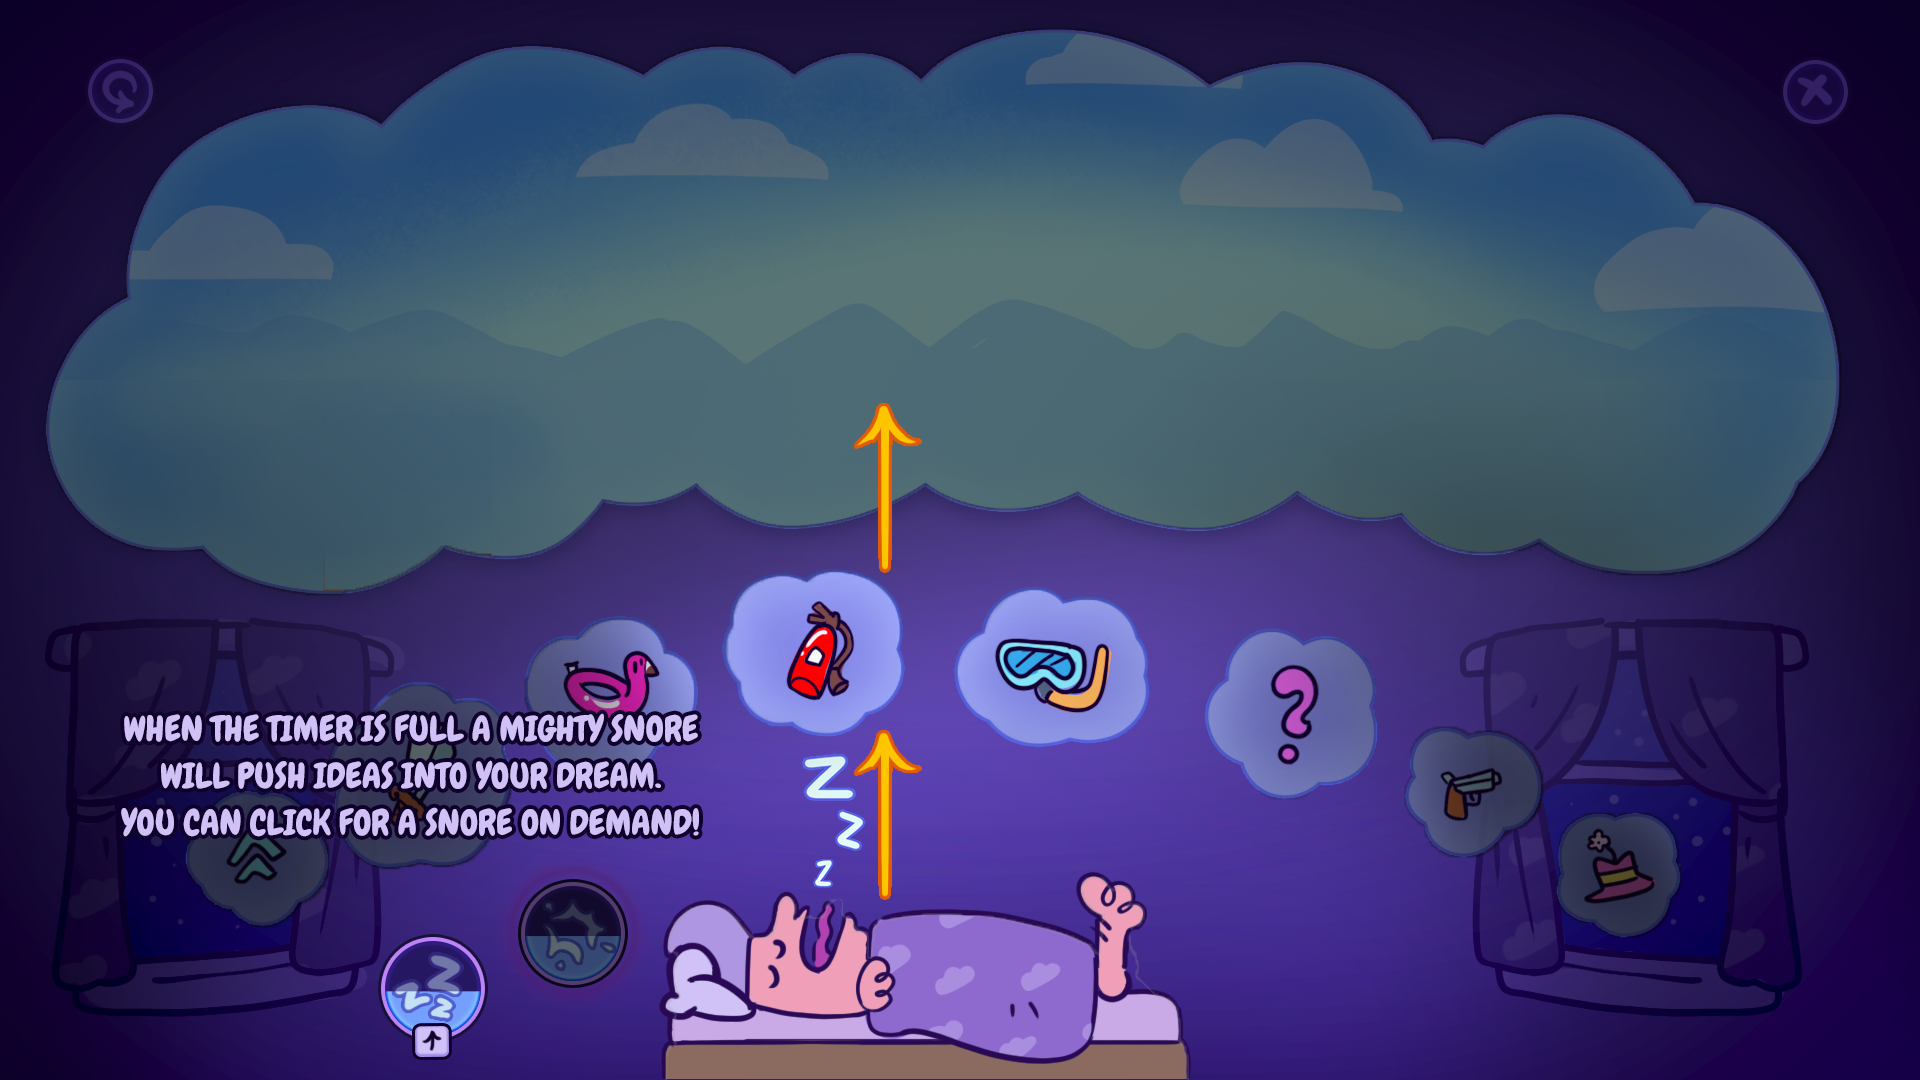 WHEN THE TIMER IS FULL A MIGHTY SNORE
WILL PUSH IDEAS INTO YOUR DREAM.
YOU CAN CLICK FOR A SNORE ON DEMAND!
?
Z
Z
Z
Z
Z
Z